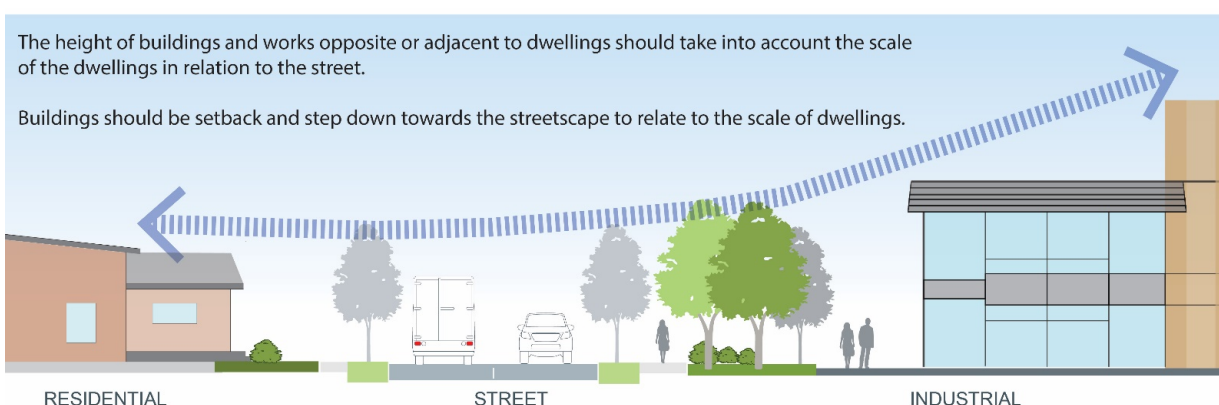 The height of buildings and works opposite or adjacent to dwellings should take into account the scale
of the dwellings in relation to the street.
Buildings should be setback and step down towards the streetscape to relate to the scale of dwellings.
RESIDENTIAL
STREET
INDUSTRIAL